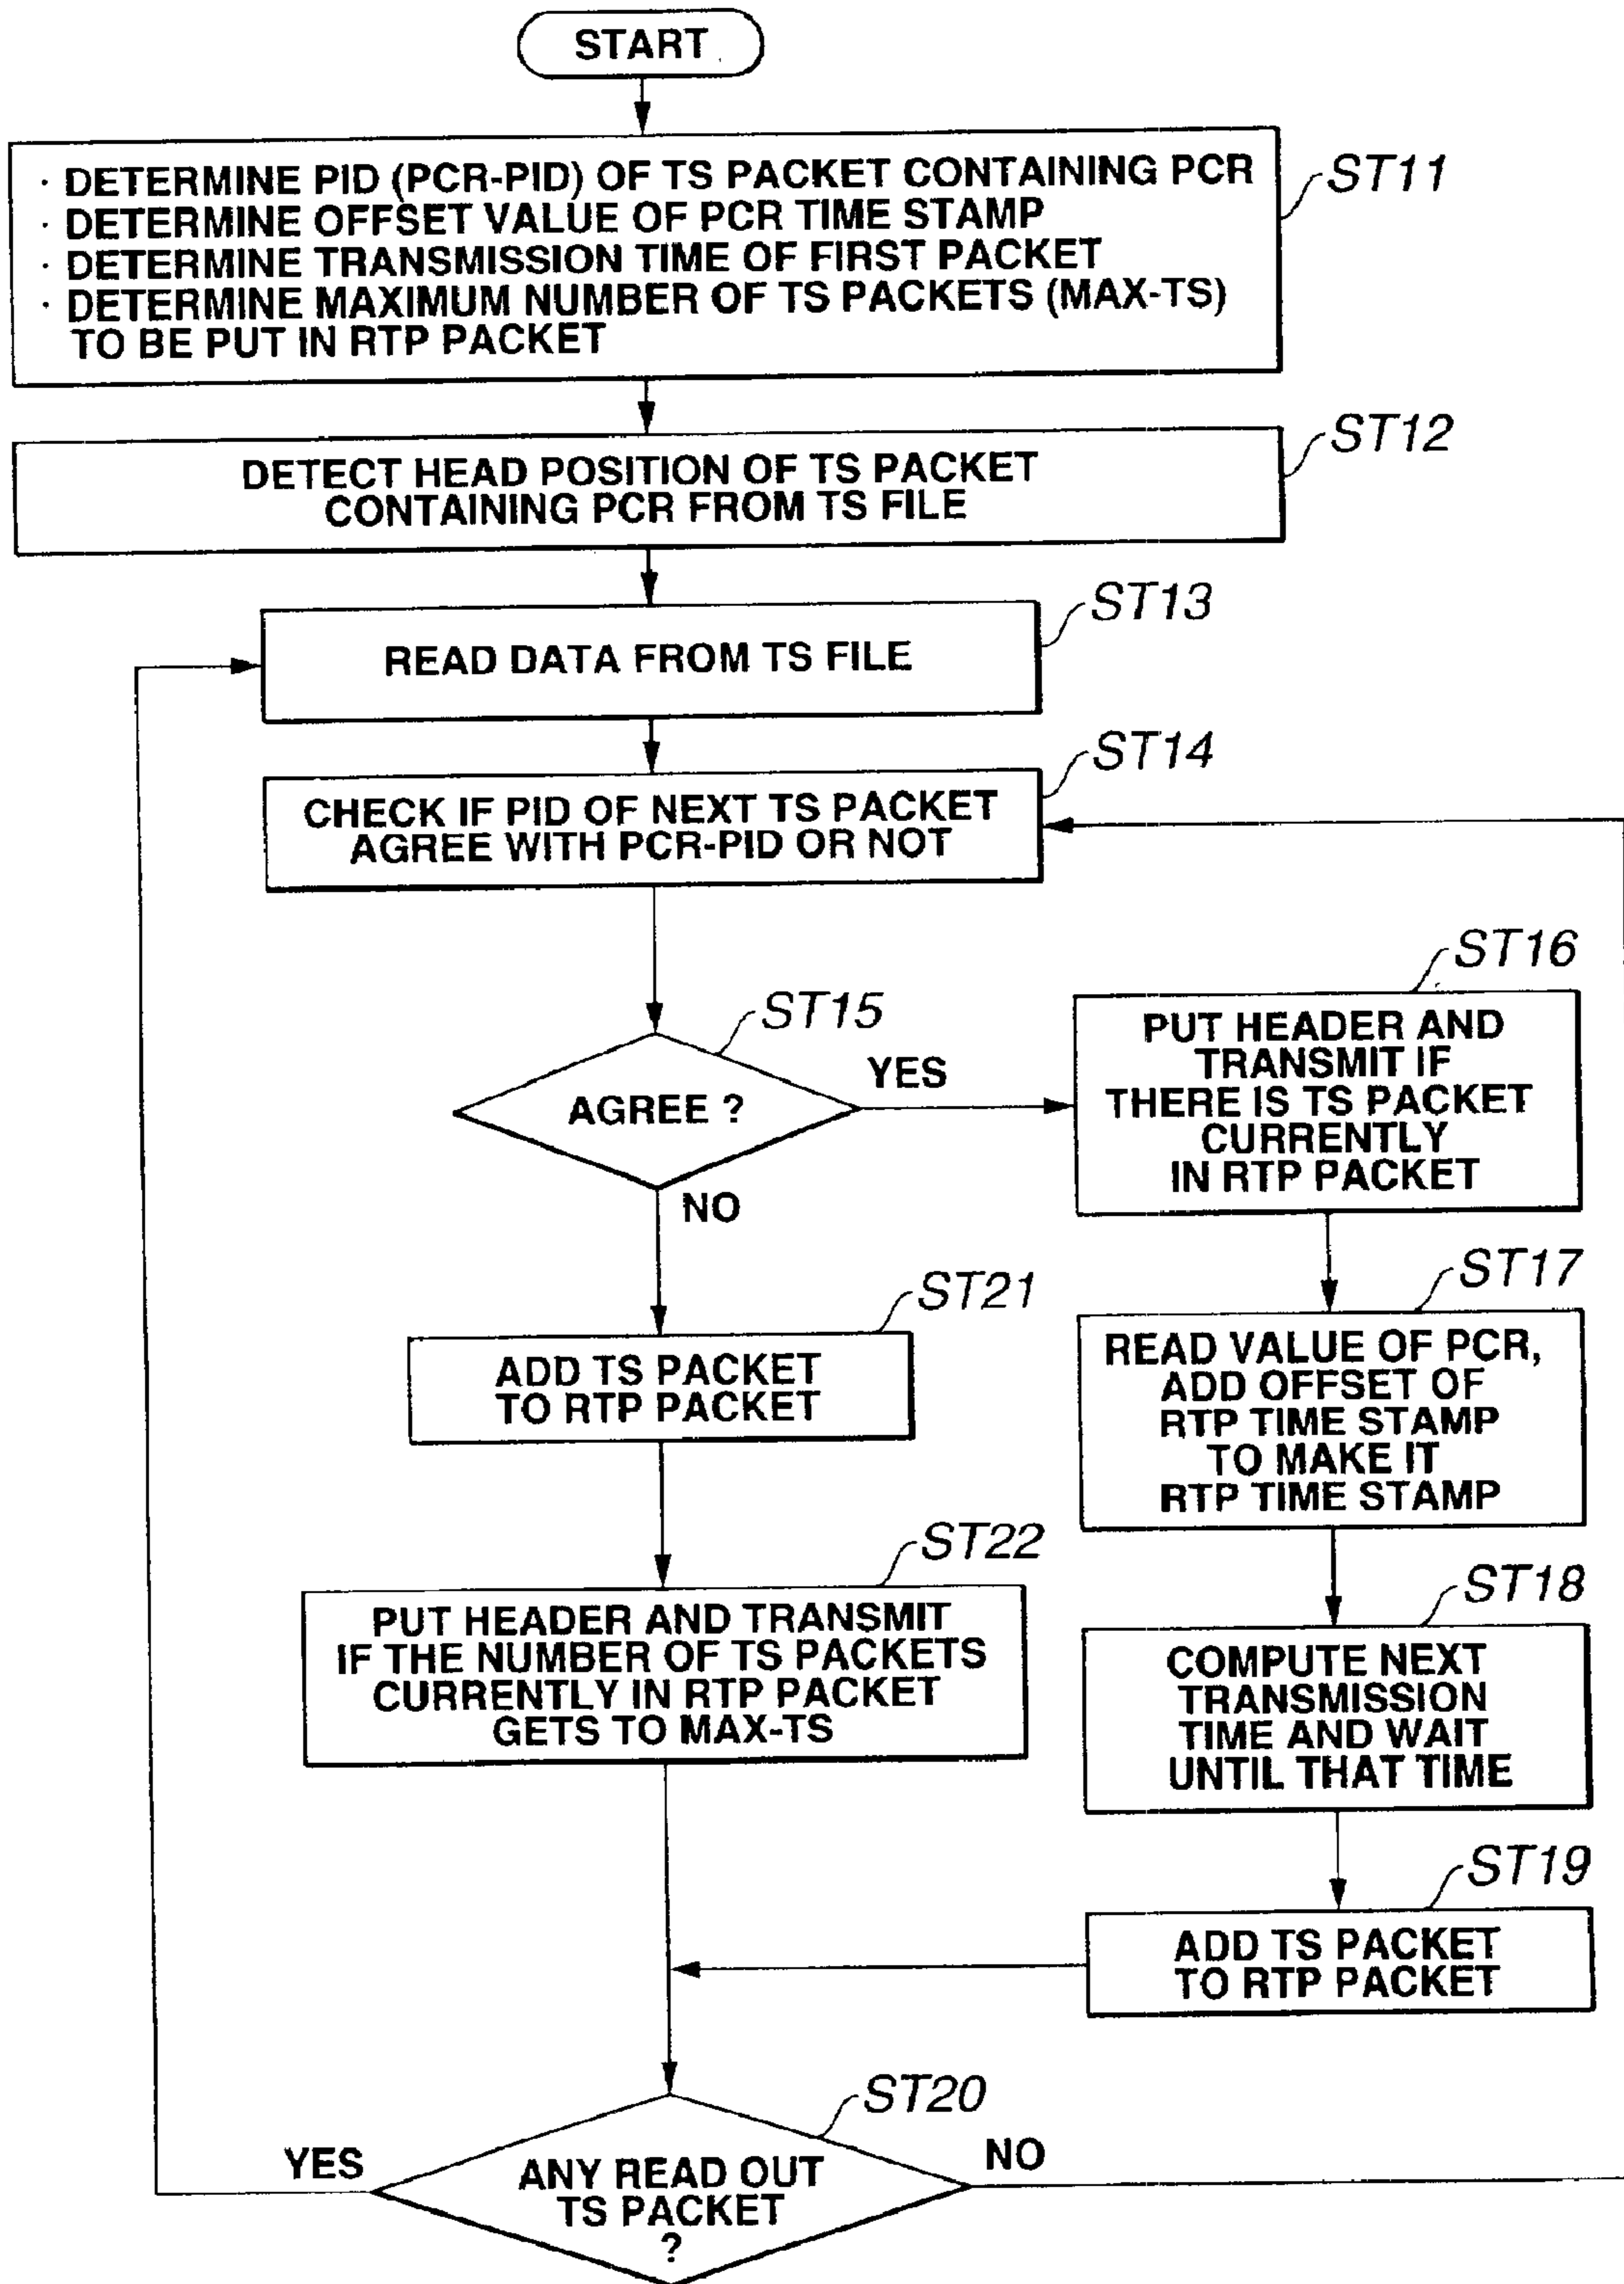 START
· DETERMINE PID (PCR-PID) OF TS PACKET CONTAINING PCR
· DETERMINE OFFSET VALUE OF PCR TIME STAMP
· DETERMINE TRANSMISSION TIME OF FIRST PACKET
· DETERMINE MAXIMUM NUMBER OF TS PACKETS (MAX-TS)
TO BE PUT IN RTP PACKET
ST11
DETECT HEAD POSITION OF TS PACKET
CONTAINING PCR FROM TS FILE
ST12
READ DATA FROM TS FILE
ST13
CHECK IF PID OF NEXT TS PACKET
AGREE WITH PCR-PID OR NOT
ST14
AGREE ?
ST15
YES
NO
PUT HEADER AND
TRANSMIT IF
THERE IS TS PACKET
CURRENTLY
IN RTP PACKET
ST16
READ VALUE OF PCR,
ADD OFFSET OF
RTP TIME STAMP
TO MAKE IT
RTP TIME STAMP
ST17
COMPUTE NEXT
TRANSMISSION
TIME AND WAIT
UNTIL THAT TIME
ST18
ADD TS PACKET
TO RTP PACKET
ST19
ADD TS PACKET
TO RTP PACKET
ST21
PUT HEADER AND TRANSMIT
IF THE NUMBER OF TS PACKETS
CURRENTLY IN RTP PACKET
GETS TO MAX-TS
ST22
ANY READ OUT
TS PACKET
?
ST20
YES
NO